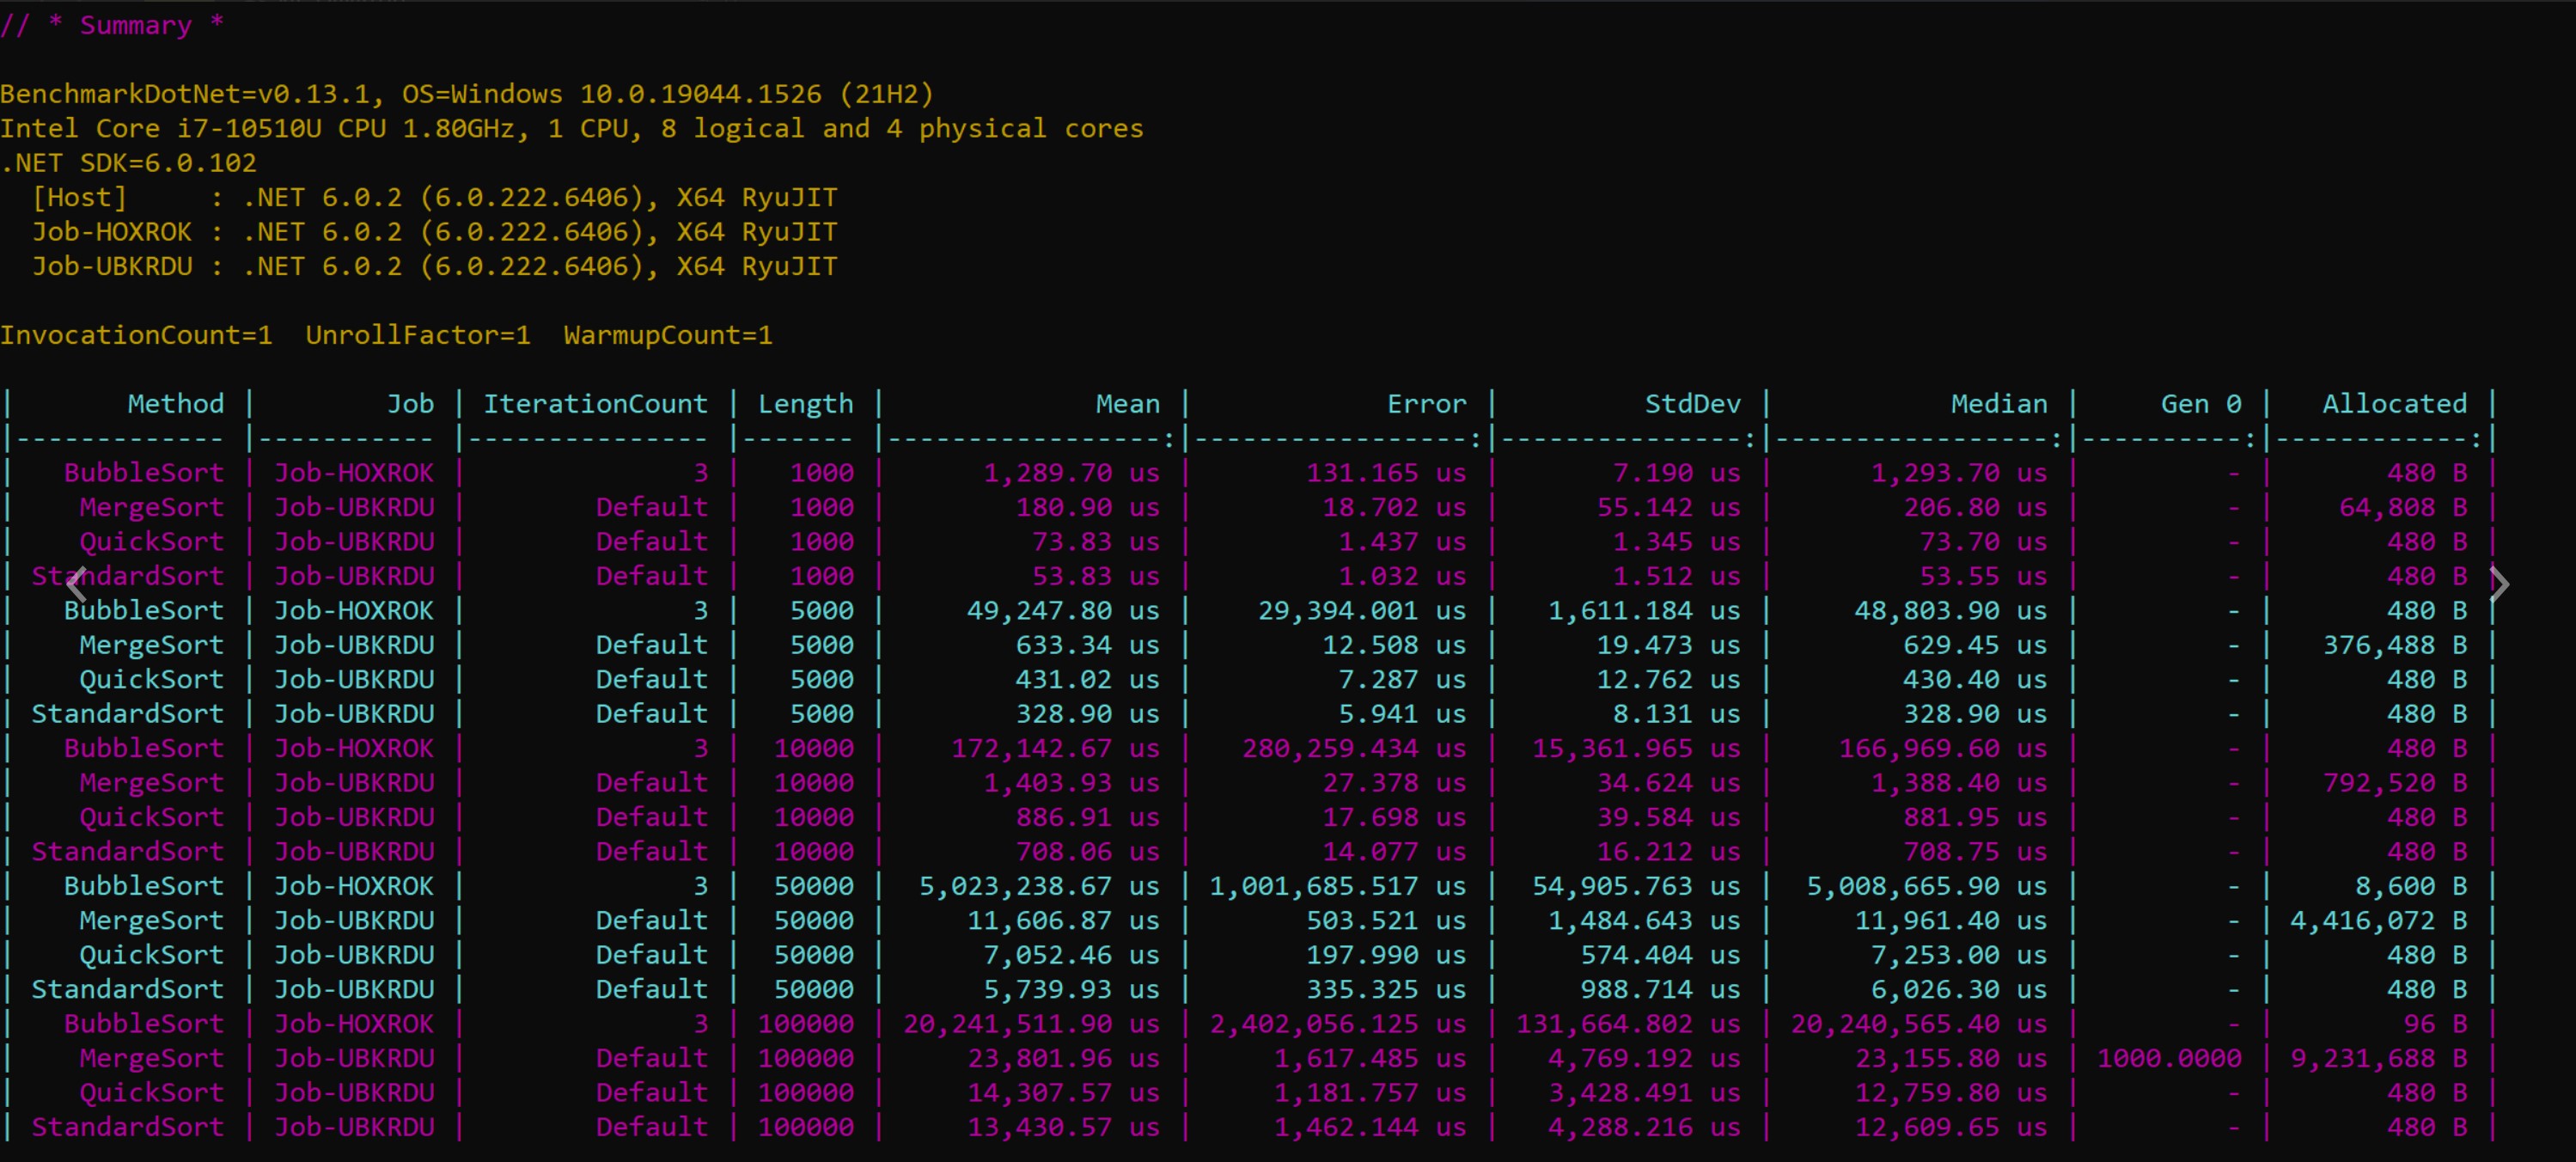 // * Summary *
BenchmarkDotNet=v0.13.1, OS=Windows 10.0.19044.1526 (21H2)
Intel Core i7-10510U CPU 1.80GHz, 1 CPU, 8 logical and 4 physical cores
.NET SDK=6.0.102
  [Host]     : .NET 6.0.2 (6.0.222.6406), X64 RyuJIT
  Job-HOXROK : .NET 6.0.2 (6.0.222.6406), X64 RyuJIT
  Job-UBKRDU : .NET 6.0.2 (6.0.222.6406), X64 RyuJIT
InvocationCount=1  UnrollFactor=1  WarmupCount=1
|       Method |        Job | IterationCount | Length |             Mean |            Error |         StdDev |           Median |     Gen 0 |   Allocated |
|------------- |----------- |--------------- |------- |-----------------:|-----------------:|---------------:|-----------------:|----------:|------------:|
|   BubbleSort | Job-HOXROK |              3 |   1000 |      1,289.70 us |       131.165 us |       7.190 us |      1,293.70 us |         - |       480 B |
|    MergeSort | Job-UBKRDU |        Default |   1000 |        180.90 us |        18.702 us |      55.142 us |        206.80 us |         - |    64,808 B |
|    QuickSort | Job-UBKRDU |        Default |   1000 |         73.83 us |         1.437 us |       1.345 us |         73.70 us |         - |       480 B |
| StandardSort | Job-UBKRDU |        Default |   1000 |         53.83 us |         1.032 us |       1.512 us |         53.55 us |         - |       480 B |
|   BubbleSort | Job-HOXROK |              3 |   5000 |     49,247.80 us |    29,394.001 us |   1,611.184 us |     48,803.90 us |         - |       480 B |
|    MergeSort | Job-UBKRDU |        Default |   5000 |        633.34 us |        12.508 us |      19.473 us |        629.45 us |         - |   376,488 B |
|    QuickSort | Job-UBKRDU |        Default |   5000 |        431.02 us |         7.287 us |      12.762 us |        430.40 us |         - |       480 B |
| StandardSort | Job-UBKRDU |        Default |   5000 |        328.90 us |         5.941 us |       8.131 us |        328.90 us |         - |       480 B |
|   BubbleSort | Job-HOXROK |              3 |  10000 |    172,142.67 us |   280,259.434 us |  15,361.965 us |    166,969.60 us |         - |       480 B |
|    MergeSort | Job-UBKRDU |        Default |  10000 |      1,403.93 us |        27.378 us |      34.624 us |      1,388.40 us |         - |   792,520 B |
|    QuickSort | Job-UBKRDU |        Default |  10000 |        886.91 us |        17.698 us |      39.584 us |        881.95 us |         - |       480 B |
| StandardSort | Job-UBKRDU |        Default |  10000 |        708.06 us |        14.077 us |      16.212 us |        708.75 us |         - |       480 B |
|   BubbleSort | Job-HOXROK |              3 |  50000 |  5,023,238.67 us | 1,001,685.517 us |  54,905.763 us |  5,008,665.90 us |         - |     8,600 B |
|    MergeSort | Job-UBKRDU |        Default |  50000 |     11,606.87 us |       503.521 us |   1,484.643 us |     11,961.40 us |         - | 4,416,072 B |
|    QuickSort | Job-UBKRDU |        Default |  50000 |      7,052.46 us |       197.990 us |     574.404 us |      7,253.00 us |         - |       480 B |
| StandardSort | Job-UBKRDU |        Default |  50000 |      5,739.93 us |       335.325 us |     988.714 us |      6,026.30 us |         - |       480 B |
|   BubbleSort | Job-HOXROK |              3 | 100000 | 20,241,511.90 us | 2,402,056.125 us | 131,664.802 us | 20,240,565.40 us |         - |        96 B |
|    MergeSort | Job-UBKRDU |        Default | 100000 |     23,801.96 us |     1,617.485 us |   4,769.192 us |     23,155.80 us | 1000.0000 | 9,231,688 B |
|    QuickSort | Job-UBKRDU |        Default | 100000 |     14,307.57 us |     1,181.757 us |   3,428.491 us |     12,759.80 us |         - |       480 B |
| StandardSort | Job-UBKRDU |        Default | 100000 |     13,430.57 us |     1,462.144 us |   4,288.216 us |     12,609.65 us |         - |       480 B |